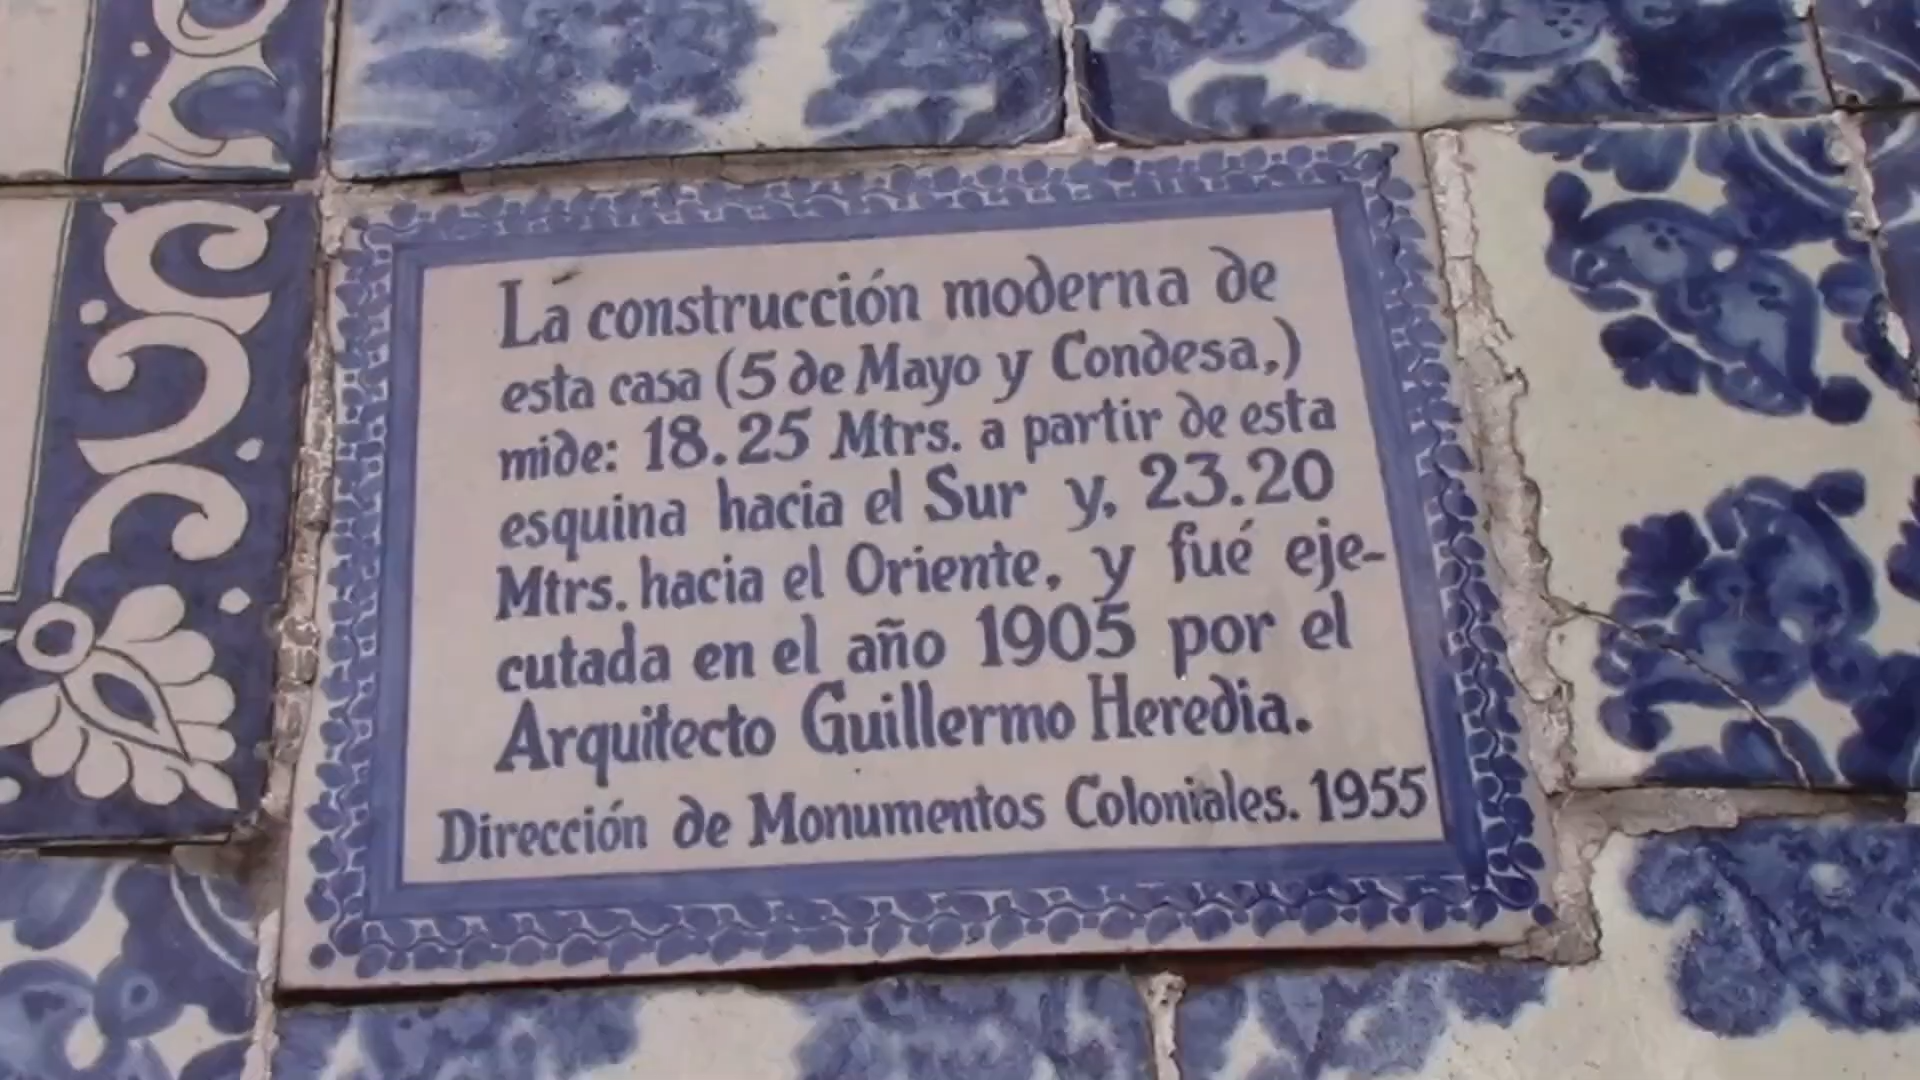 La construcción moderna de
esta casa (5 de Mayo y Condesa,)
mide: 18.25 Mtrs. a partir de esta
esquina hacia el Sur y, 23.20
Mtrs. hacia el Oriente, y fué eje-
cutada en el año 1905 por el
Arquitecto Guillermo Heredia.
Dirección de Monumentos Coloniales. 1955